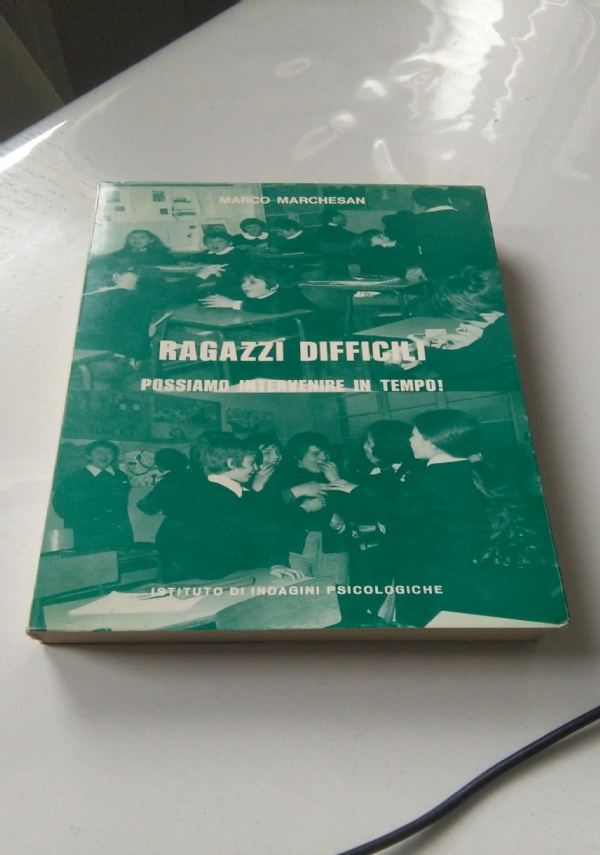 MARCO MARCHESAN
RAGAZZI DIFFICILI
POSSIAMO INTERVENIRE IN TEMPO!
ISTITUTO DI INDAGINI PSICOLOGICHE